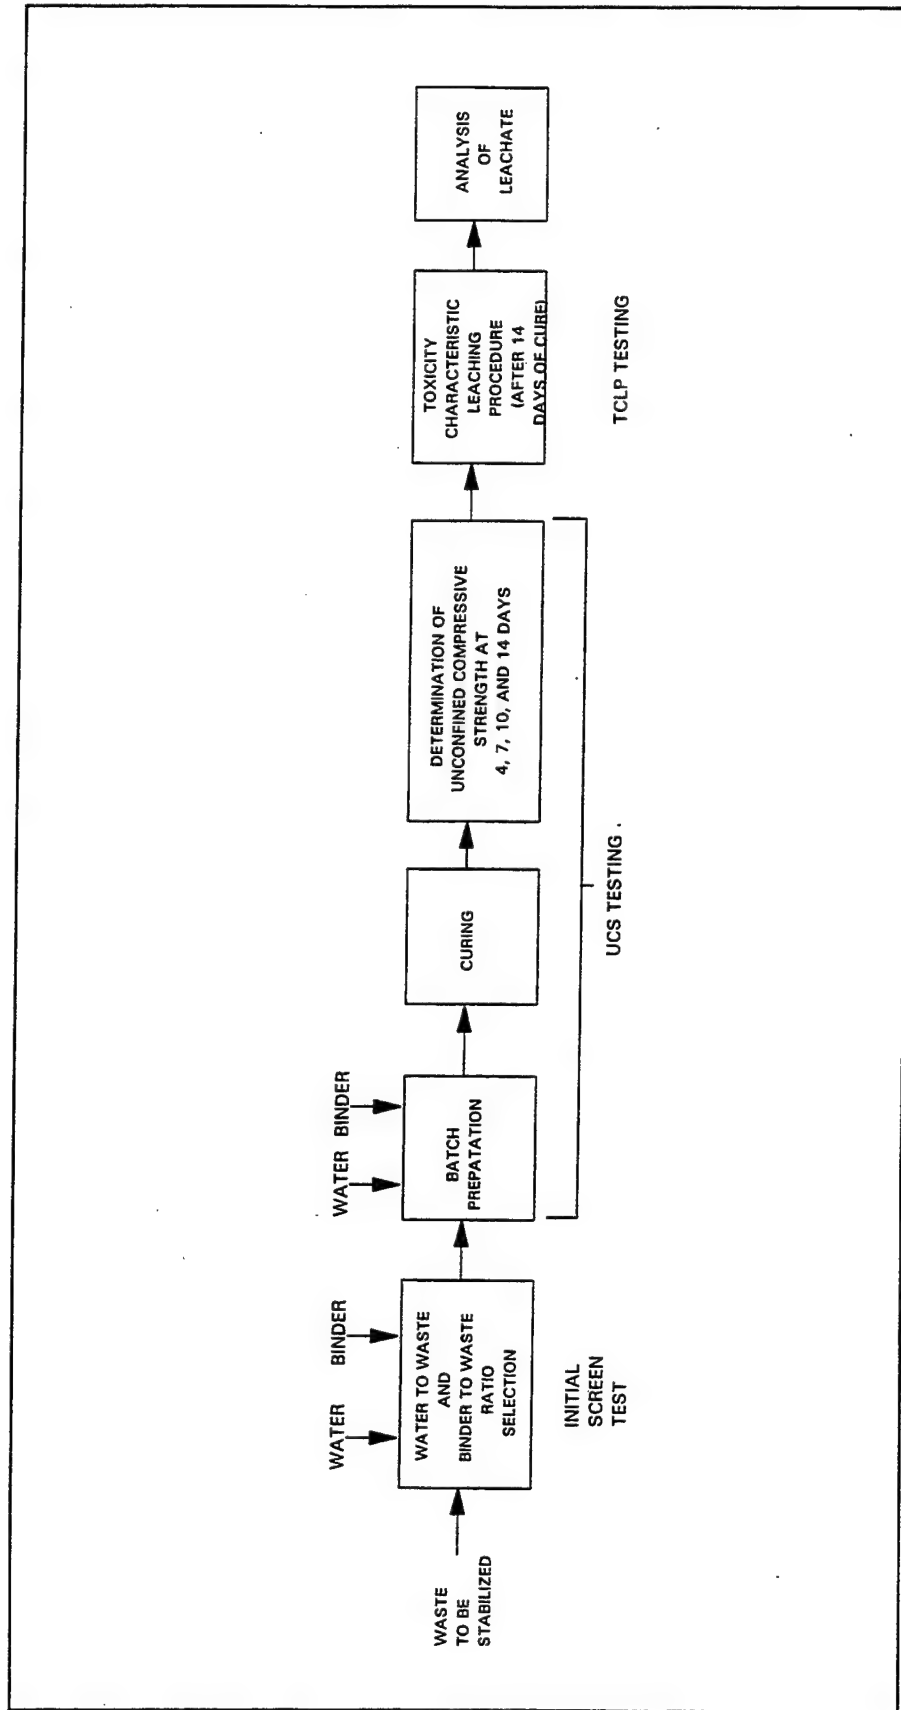 WASTE
TO BE
STABILIZED
WATER
BINDER
WATER TO WASTE
AND
BINDER TO WASTE
RATIO
SELECTION
INITIAL
SCREEN
TEST
WATER BINDER
BATCH
PREPATATION
CURING
DETERMINATION OF
UNCONFINED COMPRESSIVE
STRENGTH AT
4, 7, 10, AND 14 DAYS
UCS TESTING .
TOXICITY
CHARACTERISTIC
LEACHING
PROCEDURE
(AFTER 14
DAYS OF CURE)
TCLP TESTING
ANALYSIS
OF
LEACHATE